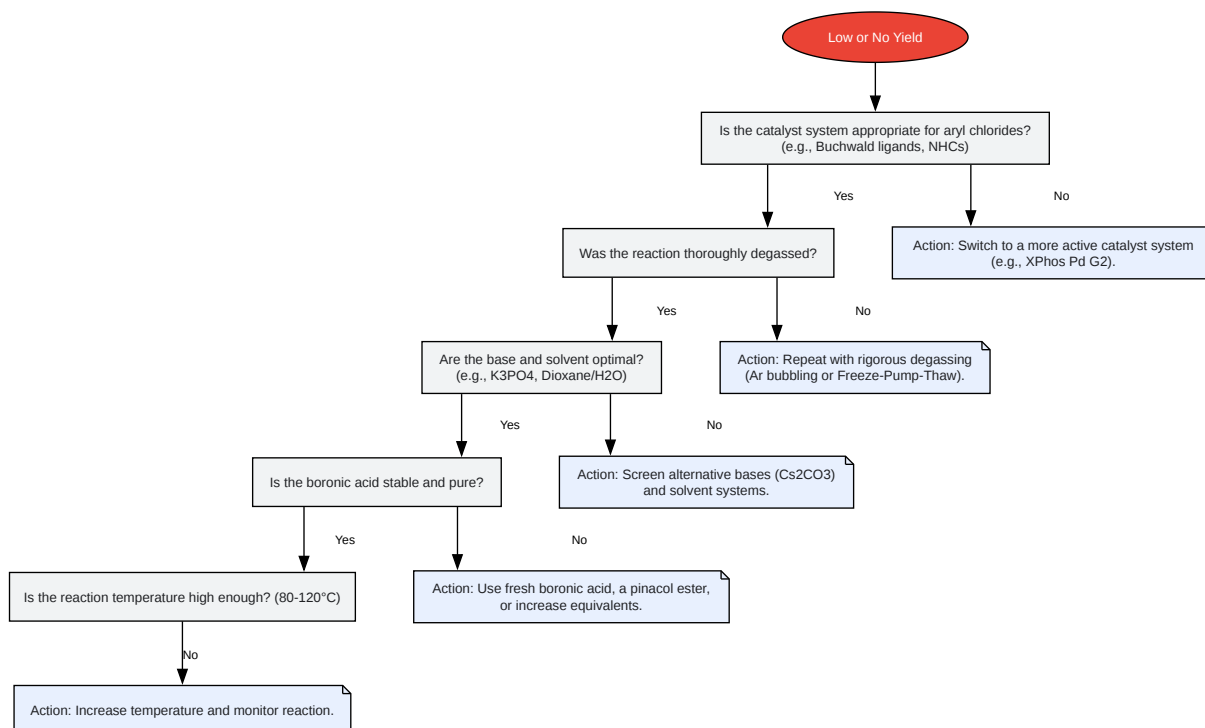 Low or No Yield
Is the catalyst system appropriate for aryl chlorides?
(e.g., Buchwald ligands, NHCs)
Yes
No
Was the reaction thoroughly degassed?
Action: Switch to a more active catalyst system
(e.g., XPhos Pd G2).
Yes
No
Are the base and solvent optimal?
(e.g., K3PO4, Dioxane/H2O)
Action: Repeat with rigorous degassing
(Ar bubbling or Freeze-Pump-Thaw).
Yes
No
Is the boronic acid stable and pure?
Action: Screen alternative bases (Cs2CO3)
and solvent systems.
Yes
No
Is the reaction temperature high enough? (80-120°C)
Action: Use fresh boronic acid, a pinacol ester,
or increase equivalents.
No
Action: Increase temperature and monitor reaction.